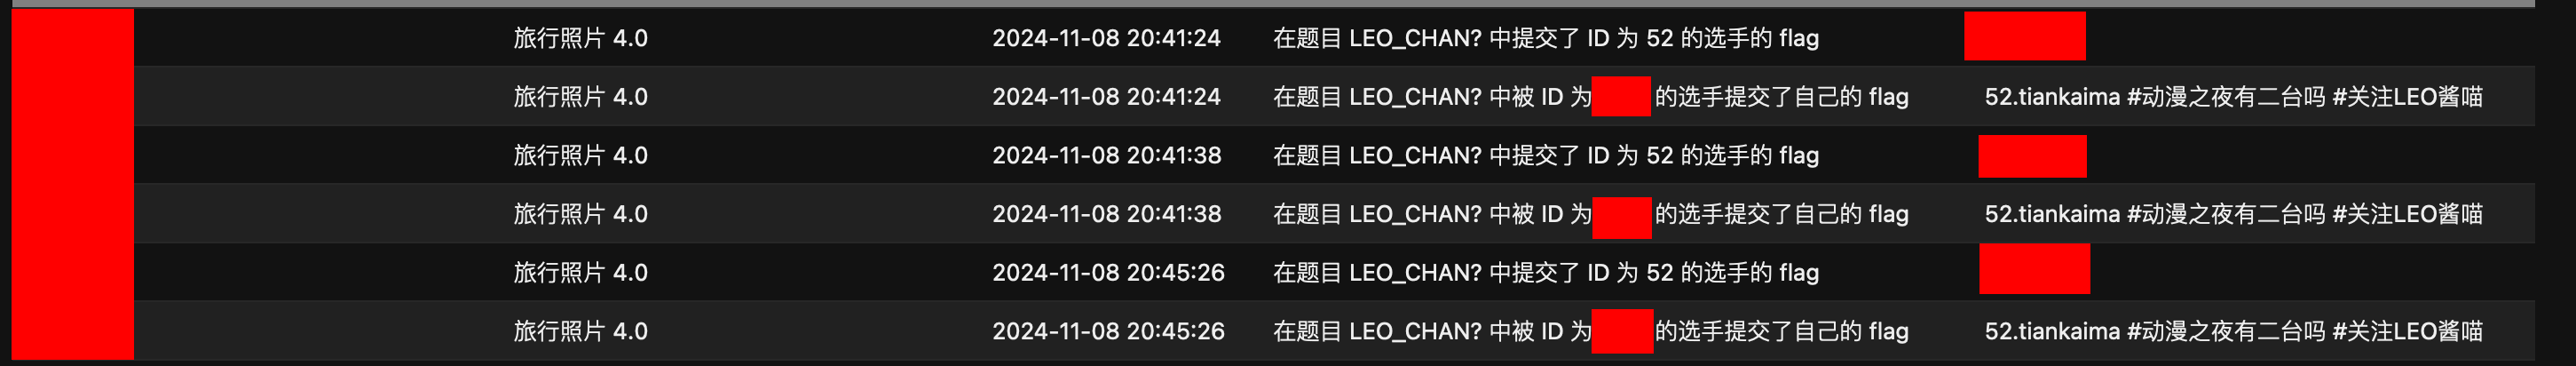 旅行照片 4.0 2024-11-08 20:41:24 在题目 LEO_CHAN? 中提交了 ID 为 52 的选手的 flag
旅行照片 4.0 2024-11-08 20:41:24 在题目 LEO_CHAN? 中被 ID 为 的选手提交了自己的 flag 52.tiankaima #动漫之夜有二台吗 #关注LEO酱喵
旅行照片 4.0 2024-11-08 20:41:38 在题目 LEO_CHAN? 中提交了 ID 为 52 的选手的 flag
旅行照片 4.0 2024-11-08 20:41:38 在题目 LEO_CHAN? 中被 ID 为 的选手提交了自己的 flag 52.tiankaima #动漫之夜有二台吗 #关注LEO酱喵
旅行照片 4.0 2024-11-08 20:45:26 在题目 LEO_CHAN? 中提交了 ID 为 52 的选手的 flag
旅行照片 4.0 2024-11-08 20:45:26 在题目 LEO_CHAN? 中被 ID 为 的选手提交了自己的 flag 52.tiankaima #动漫之夜有二台吗 #关注LEO酱喵